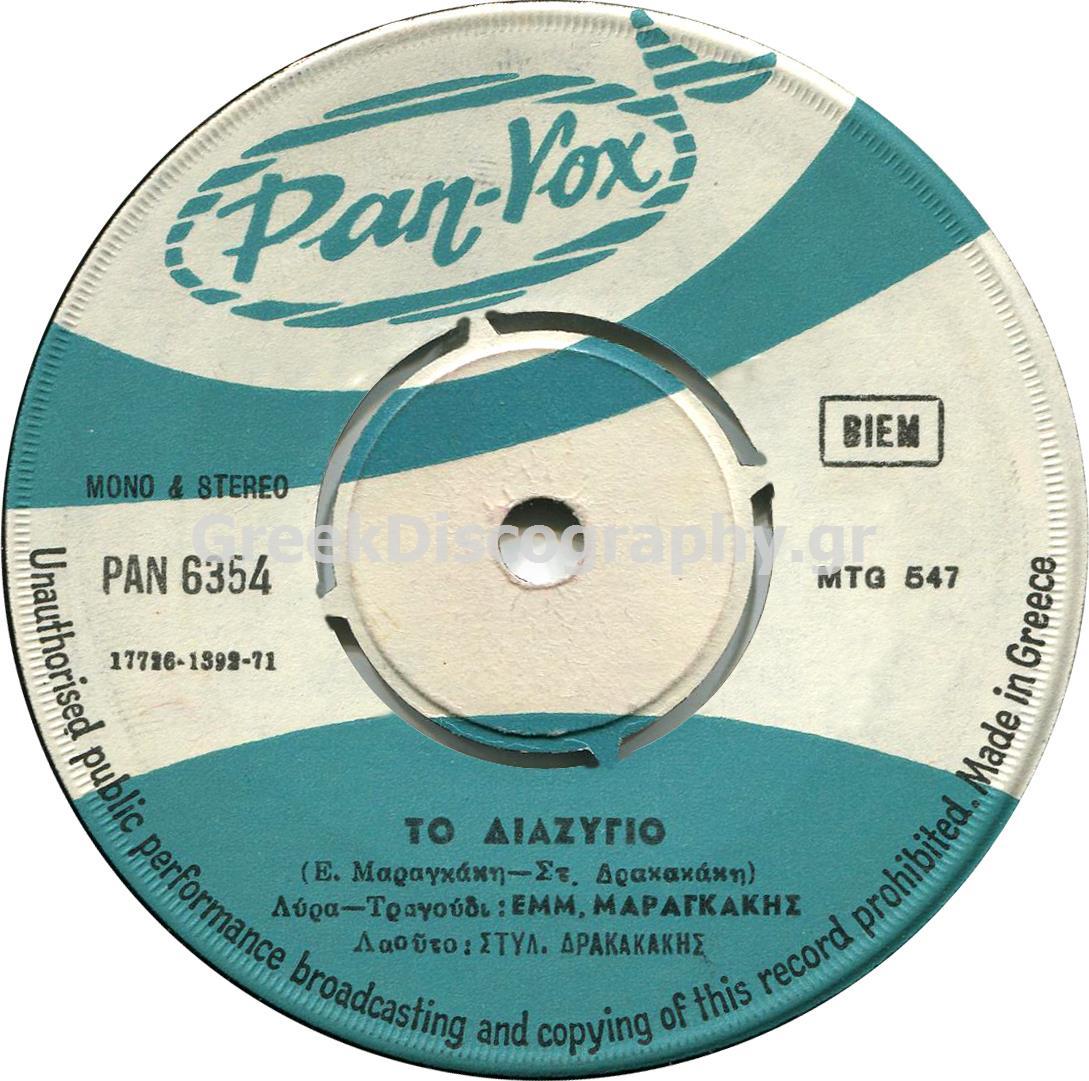 Pan-Vox
BIEM
MONO & STEREO
GreekDiscography.gr
PAN 6354
MTG 547
17726-1392-71
ΤΟ ΔΙΑΖΥΓΙΟ
(Ε. Μαραγκάκη—Στ. Δρακακάκη)
Λύρα—Τραγούδι: ΕΜΜ. ΜΑΡΑΓΚΑΚΗΣ
Λαοῦτο: ΣΤΥΛ. ΔΡΑΚΑΚΑΚΗΣ
Unauthorised public performance broadcasting and copying of this record prohibited. Made in Greece